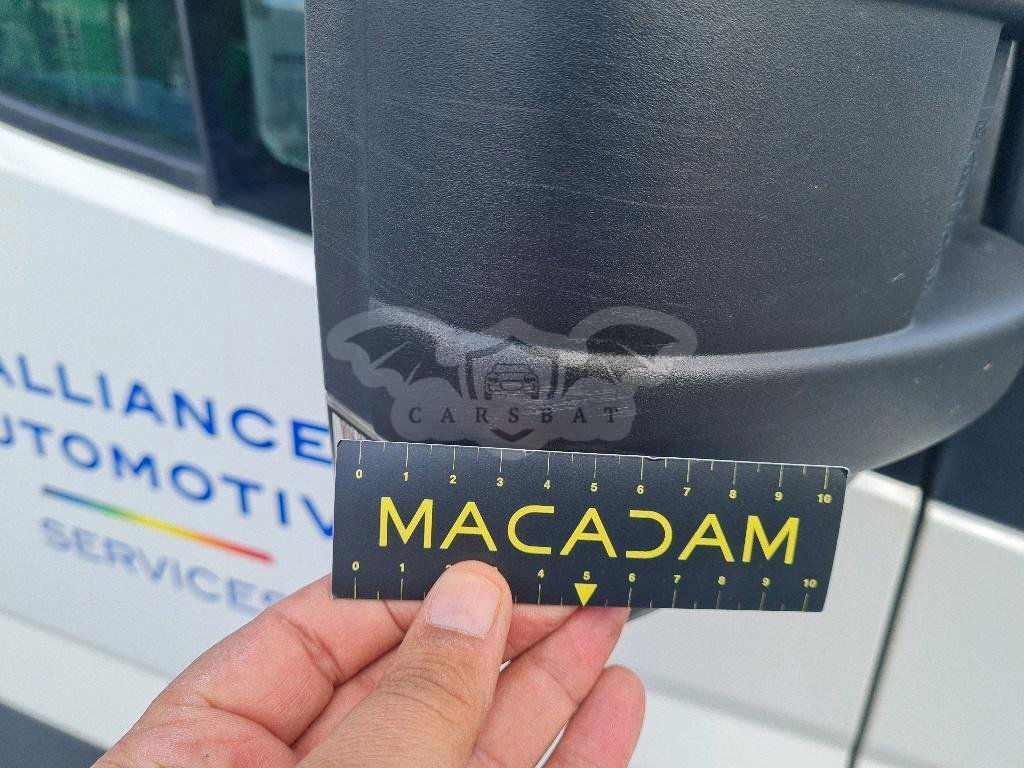 ALLIANCE
AUTOMOTIV
SERVICES
CARSBAT
0 1 2 3 4 5 6 7 8 9 10
MACADAM
0 1 2 3 4 5 6 7 8 9 10